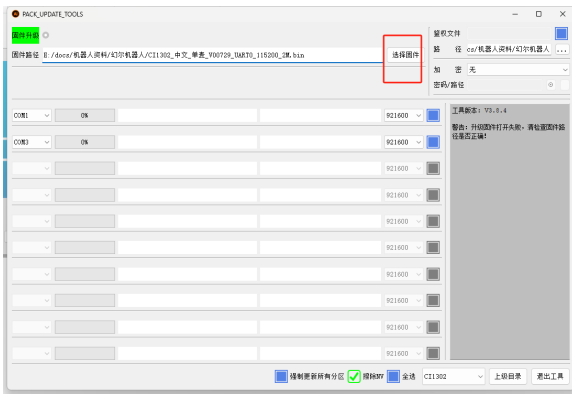 PACK_UPDATE_TOOLS
固件升级
固件路径 E:/docs/机器人资料/幻尔机器人/CI1302_中文_单麦_V00729_UART0_115200_2M.bin 选择固件
鉴权文件
路 径 cs/机器人资料/幻尔机器人 ...
加 密 无
密码/路径
COM1 0% 921600
COM3 0% 921600
921600
921600
921600
921600
921600
921600
921600
921600
工具版本: V3.8.4
警告: 升级固件打开失败, 请检查固件路
径是否正确!
强制更新所有分区 擦除NV 全选 CI1302 上级目录 退出工具